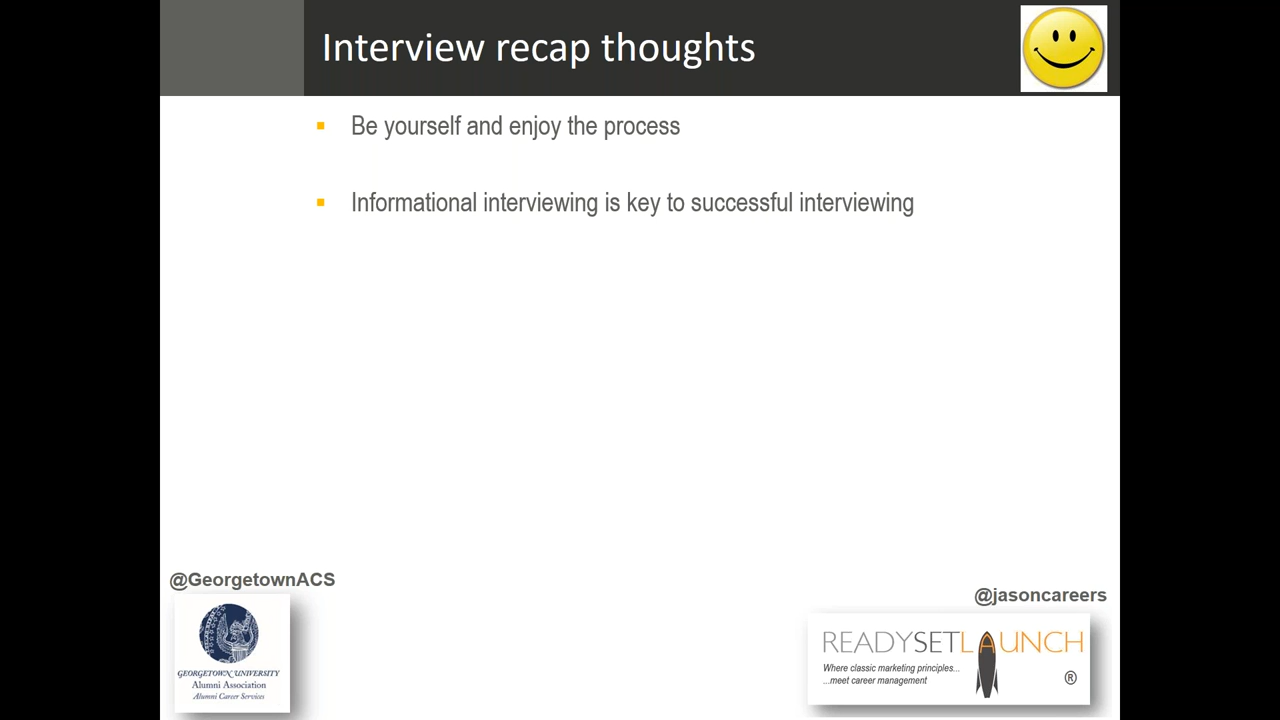 Interview recap thoughts
Be yourself and enjoy the process
Informational interviewing is key to successful interviewing
@GeorgetownACS
GEORGETOWN UNIVERSITY
Alumni Association
Alumni Career Services
@jasoncareers
READYSETLAUNCH
Where classic marketing principles...
...meet career management
®